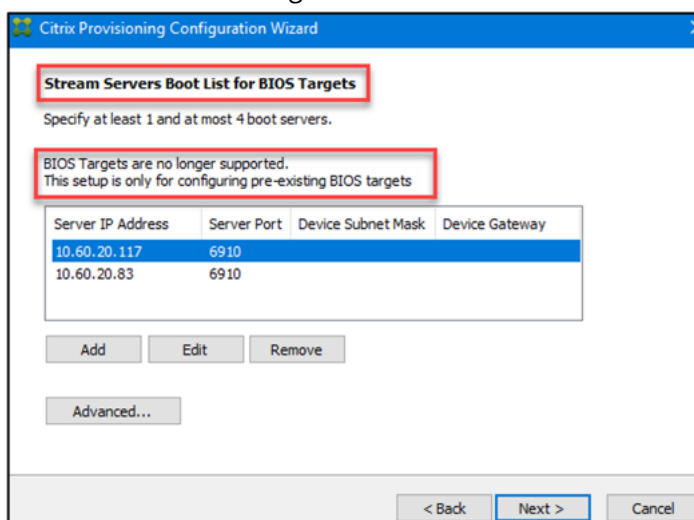 Citrix Provisioning Configuration Wizard
Stream Servers Boot List for BIOS Targets
Specify at least 1 and at most 4 boot servers.
BIOS Targets are no longer supported.
This setup is only for configuring pre-existing BIOS targets
Server IP Address Server Port Device Subnet Mask Device Gateway
10.60.20.117 6910
10.60.20.83 6910
Add Edit Remove
Advanced...
< Back Next > Cancel